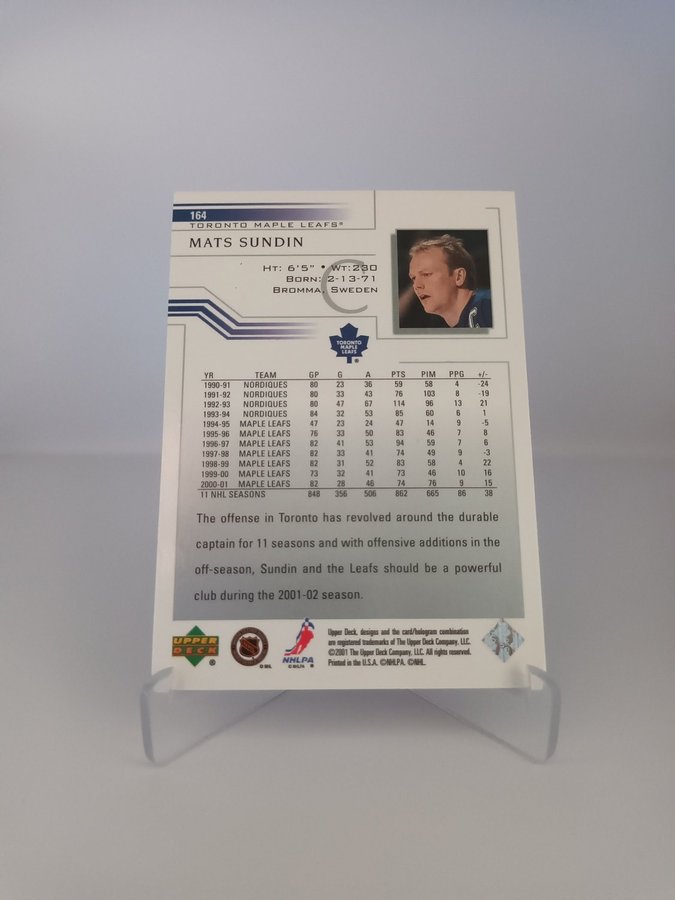 164
TORONTO MAPLE LEAFS®
MATS SUNDIN
C
HT: 6'5" • WT:230
BORN: 2-13-71
BROMMA, SWEDEN
C
TORONTO
MAPLE
LEAFS
®
YR TEAM GP G A PTS PIM PPG +/-
1990-91 NORDIQUES 80 23 36 59 58 4 -24
1991-92 NORDIQUES 80 33 43 76 103 8 -19
1992-93 NORDIQUES 80 47 67 114 96 13 21
1993-94 NORDIQUES 84 32 53 85 60 6 1
1994-95 MAPLE LEAFS 47 23 24 47 14 9 -5
1995-96 MAPLE LEAFS 76 33 50 83 46 7 8
1996-97 MAPLE LEAFS 82 41 53 94 59 7 6
1997-98 MAPLE LEAFS 82 33 41 74 49 9 -3
1998-99 MAPLE LEAFS 82 31 52 83 58 4 22
1999-00 MAPLE LEAFS 73 32 41 73 46 10 16
2000-01 MAPLE LEAFS 82 28 46 74 76 9 15
11 NHL SEASONS 848 356 506 862 665 86 38
The offense in Toronto has revolved around the durable
captain for 11 seasons and with offensive additions in the
off-season, Sundin and the Leafs should be a powerful
club during the 2001-02 season.
UPPER
DECK
®
NHLPA
Upper Deck, designs and the card/hologram combination
are registered trademarks of The Upper Deck Company, LLC.
©2001 The Upper Deck Company, LLC. All rights reserved.
Printed in the U.S.A. ©NHLPA. ©NHL.